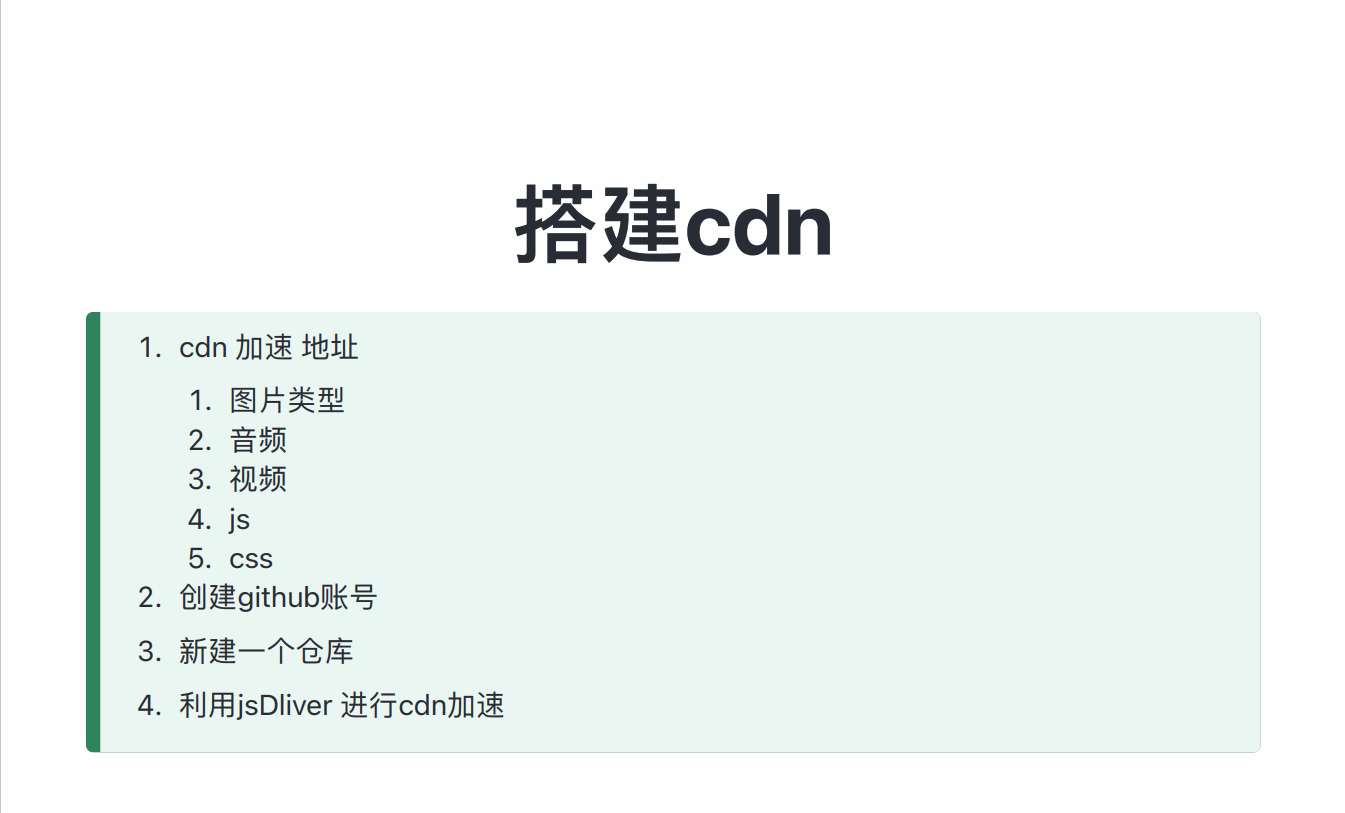 搭建cdn
1. cdn 加速 地址
1. 图片类型
2. 音频
3. 视频
4. js
5. css
2. 创建github账号
3. 新建一个仓库
4. 利用jsDliver 进行cdn加速